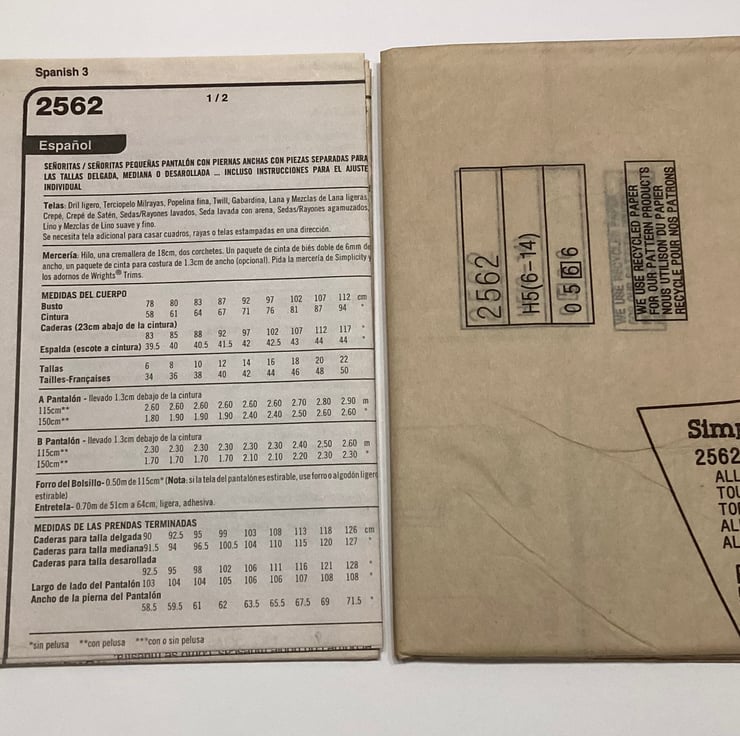 Spanish 3
2562
1 / 2
Español
SEÑORITAS / SEÑORITAS PEQUEÑAS PANTALÓN CON PIERNAS ANCHAS CON PIEZAS SEPARADAS PARA
LAS TALLAS DELGADA, MEDIANA O DESAROLLADA ... INCLUSO INSTRUCCIONES PARA EL AJUSTE
INDIVIDUAL
Telas: Dril ligero, Terciopelo Milrayas, Popelina fina, Twill, Gabardina, Lana y Mezclas de Lana ligeras,
Crepé, Crepé de Satén, Sedas/Rayones lavados, Seda lavada con arena, Sedas/Rayones agamuzados,
Lino y Mezclas de Lino suave y fino.
Se necesita tela adicional para casar cuadros, rayas o telas estampadas en una dirección.
Mercería: Hilo, una cremallera de 18cm, dos corchetes. Un paquete de cinta de biés doble de 6mm de
ancho, un paquete de cinta para costura de 1.3cm de ancho (opcional). Pida la mercería de Simplicity y
los adornos de Wrights® Trims.
MEDIDAS DEL CUERPO
Busto 78 80 83 87 92 97 102 107 112 cm
Cintura 58 61 64 67 71 76 81 87 94 "
Caderas (23cm abajo de la cintura)
83 85 88 92 97 102 107 112 117 "
Espalda (escote a cintura) 39.5 40 40.5 41.5 42 42.5 43 44 44 "
Tallas 6 8 10 12 14 16 18 20 22
Tailles-Françaises 34 36 38 40 42 44 46 48 50
A Pantalón - llevado 1.3cm debajo de la cintura
115cm** 2.60 2.60 2.60 2.60 2.60 2.60 2.70 2.80 2.90 m
150cm** 1.80 1.90 1.90 1.90 2.40 2.40 2.50 2.60 2.60 "
B Pantalón - llevado 1.3cm debajo de la cintura
115cm** 2.30 2.30 2.30 2.30 2.30 2.30 2.40 2.50 2.60 m
150cm** 1.70 1.70 1.70 1.70 2.10 2.10 2.20 2.30 2.30 "
Forro del Bolsillo- 0.50m de 115cm* (Nota: si la tela del pantalón es estirable, use forro o algodón ligero
estirable)
Entretela- 0.70m de 51cm a 64cm, ligera, adhesiva.
MEDIDAS DE LAS PRENDAS TERMINADAS
Caderas para talla delgada 90 92.5 95 99 103 108 113 118 126 cm
Caderas para talla mediana 91.5 94 96.5 100.5 104 110 115 120 127 "
Caderas para talla desarollada
92.5 95 98 102 106 111 116 121 128 "
Largo de lado del Pantalón 103 104 104 105 106 106 107 108 108 "
Ancho de la pierna del Pantalón
58.5 59.5 61 62 63.5 65.5 67.5 69 71.5 "
*sin pelusa **con pelusa ***con o sin pelusa
2562
H5(6-14)
0 5 6 6
WE USE RECYCLED PAPER
FOR OUR PATTERN PRODUCTS
NOUS UTILISON DU PAPIER
RECYCLE POUR NOS PATRONS
Simp
2562
ALL
TOU
TO
AL
AL